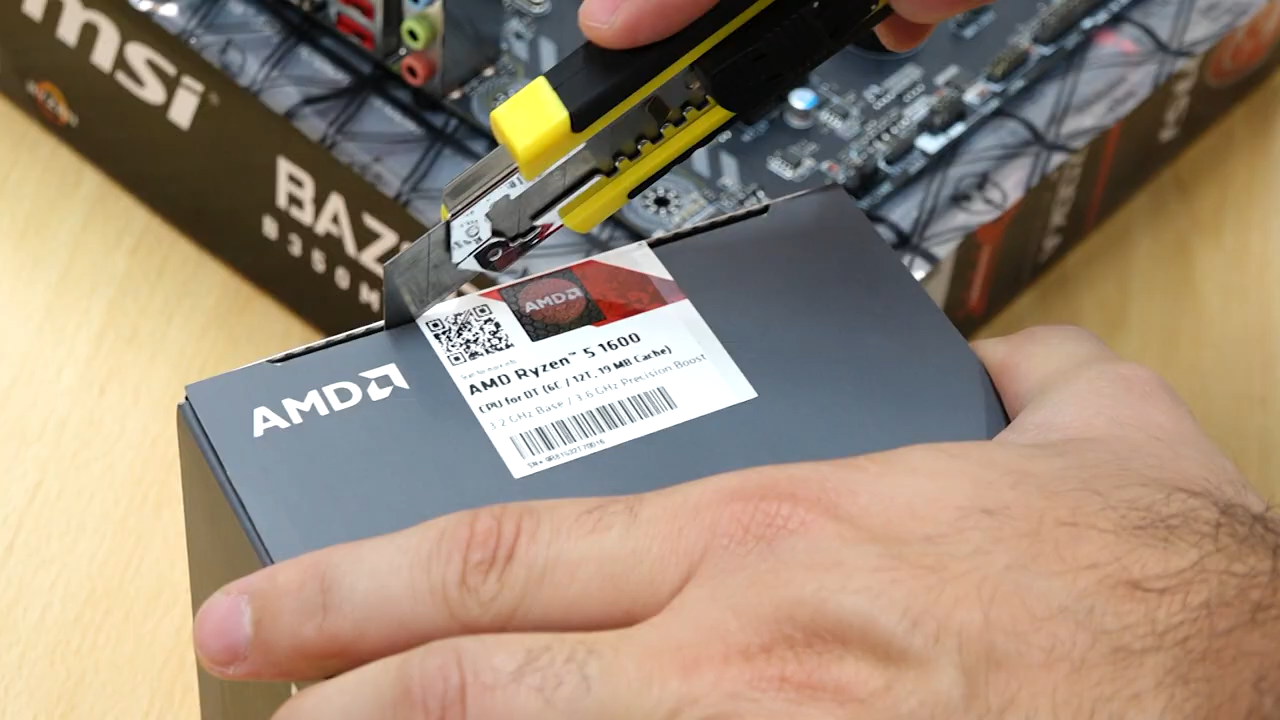 msi
BAZ
B350M
AMD
AMD
AMD Ryzen™ 5 1600
CPU for DT (6C / 12T, 19 MB Cache)
3.2 GHz Base / 3.6 GHz Precision Boost